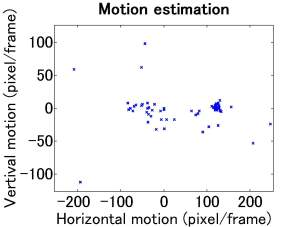 Motion estimation
Vertival motion (pixel/frame)
100
50
0
−50
−100
−200 −100 0 100 200
Horizontal motion (pixel/frame)